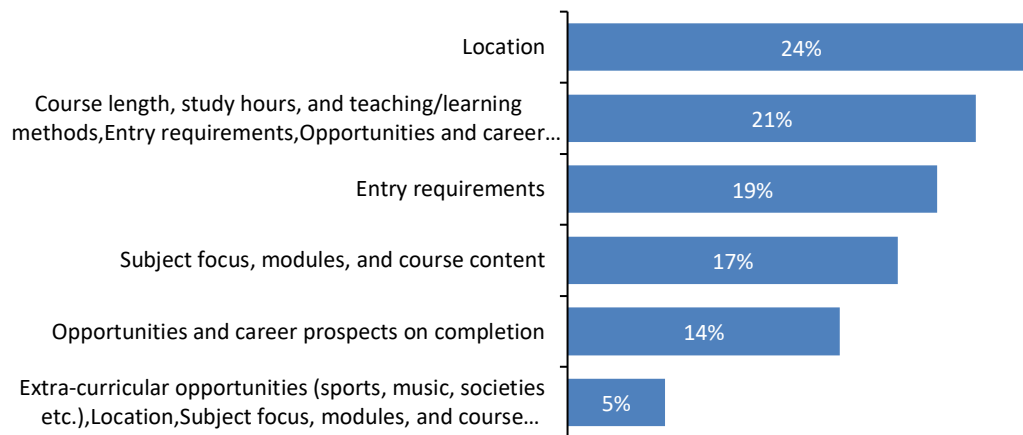 Location
24%
Course length, study hours, and teaching/learning
methods,Entry requirements,Opportunities and career...
21%
Entry requirements
19%
Subject focus, modules, and course content
17%
Opportunities and career prospects on completion
14%
Extra-curricular opportunities (sports, music, societies
etc.),Location,Subject focus, modules, and course...
5%